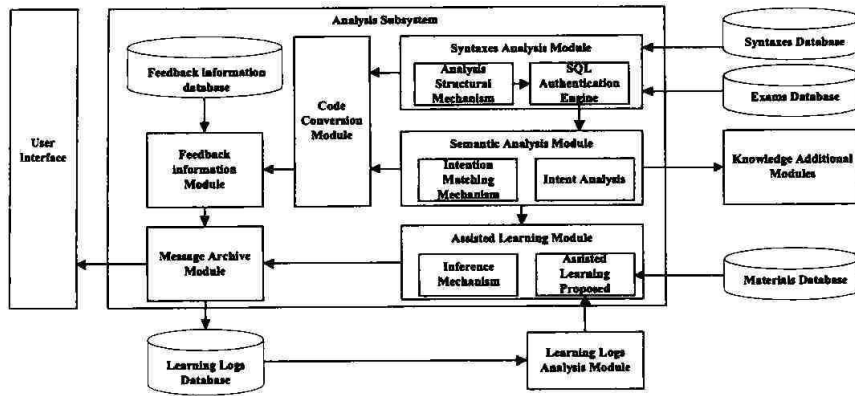 Analysis Subsystem
Syntaxes Analysis Module
Syntaxes Database
Feedback information
database
Analysis
Structural
Mechanism
SQL
Authentication
Engine
Exams Database
Code
Conversion
Module
User
Interface
Feedback
information
Module
Semantic Analysis Module
Intention
Matching
Mechanism
Intent Analysis
Knowledge Additional
Modules
Message Archive
Module
Assisted Learning Module
Inference
Mechanism
Assisted
Learning
Proposed
Materials Database
Learning Logs
Database
Learning Logs
Analysis Module